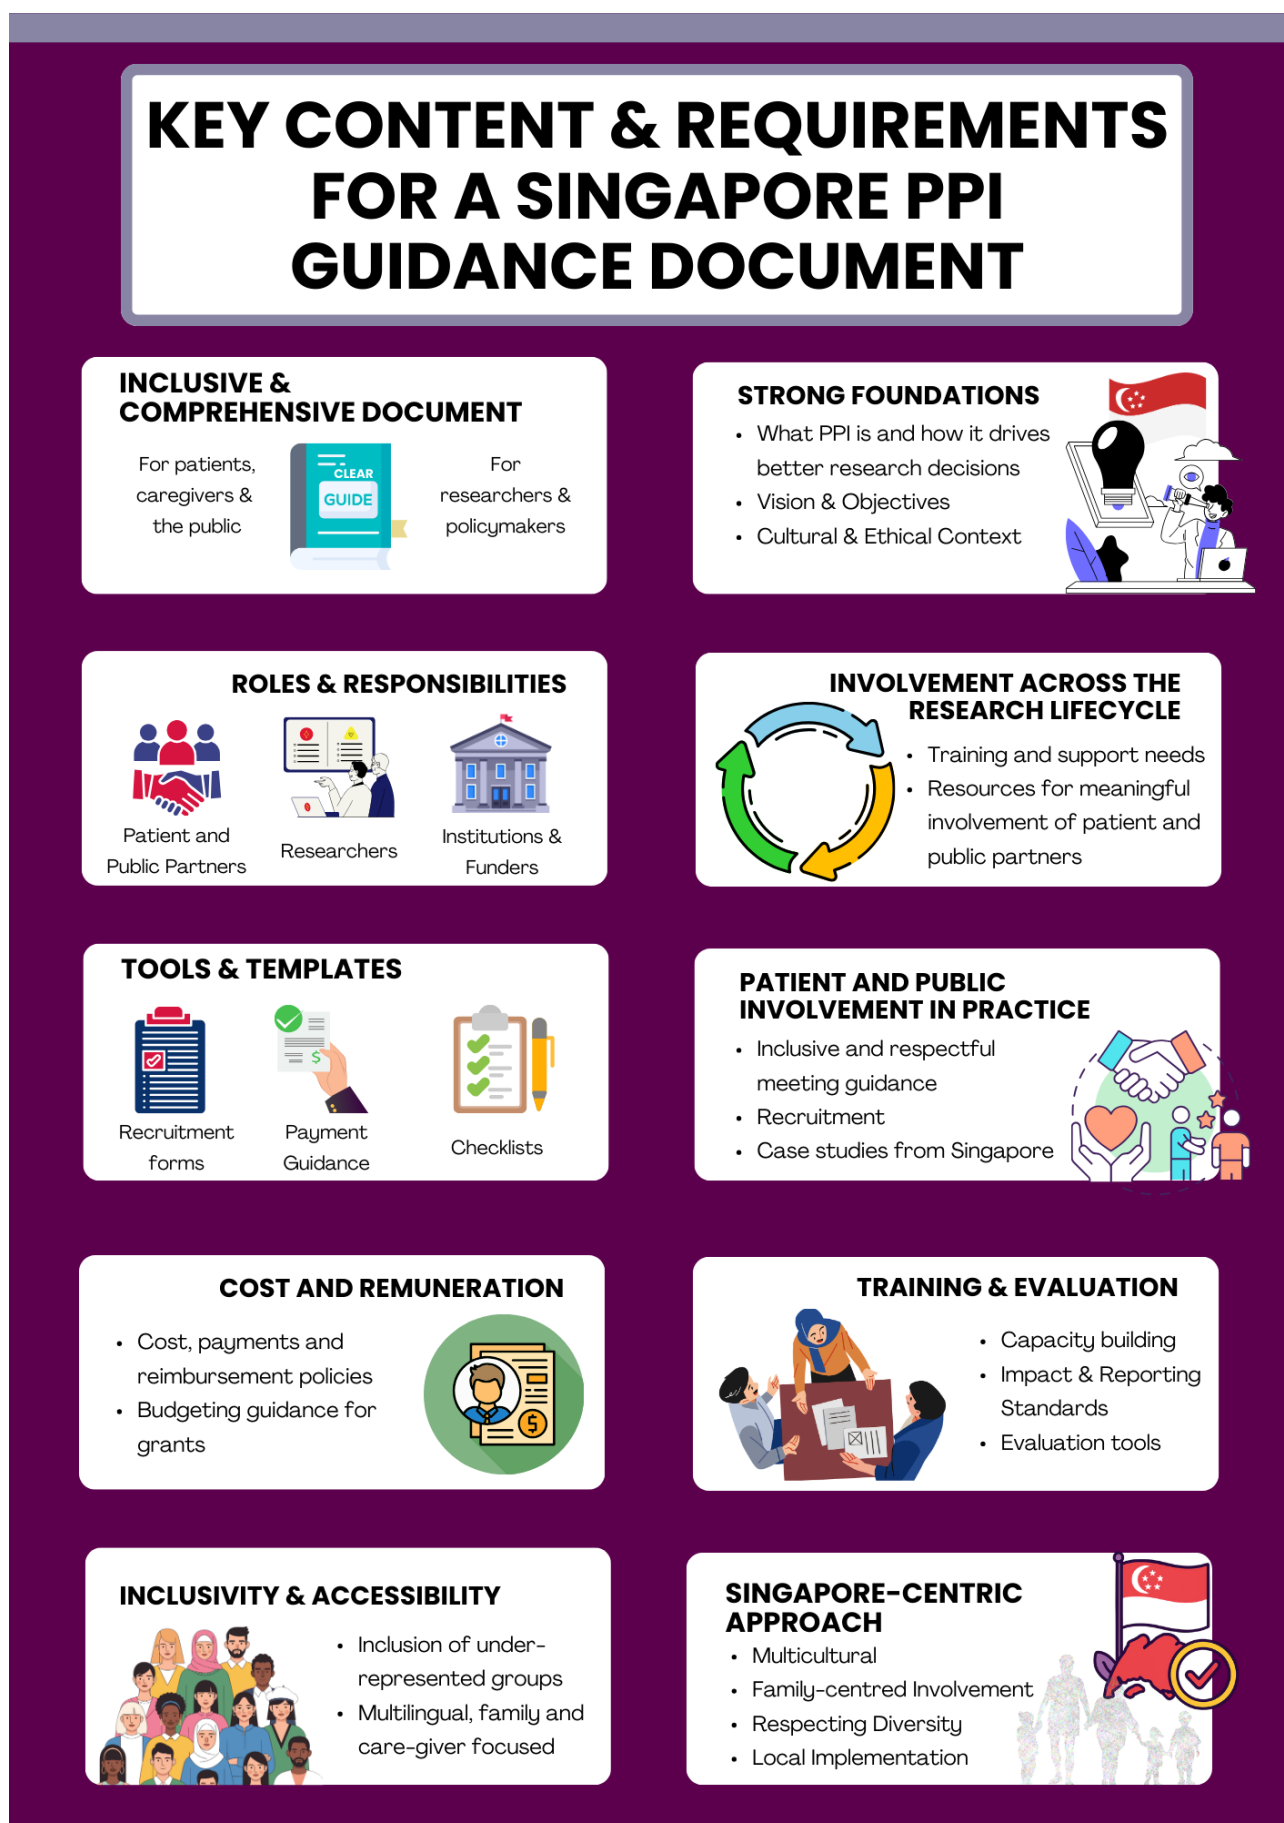 KEY CONTENT & REQUIREMENTS
FOR A SINGAPORE PPI
GUIDANCE DOCUMENT
INCLUSIVE &
COMPREHENSIVE DOCUMENT
For patients,
caregivers &
the public
CLEAR
GUIDE
For
researchers &
policymakers
STRONG FOUNDATIONS
• What PPI is and how it drives
better research decisions
• Vision & Objectives
• Cultural & Ethical Context
ROLES & RESPONSIBILITIES
Patient and
Public Partners
Researchers
Institutions &
Funders
INVOLVEMENT ACROSS THE
RESEARCH LIFECYCLE
• Training and support needs
• Resources for meaningful
involvement of patient and
public partners
TOOLS & TEMPLATES
$
Recruitment
forms
Payment
Guidance
Checklists
PATIENT AND PUBLIC
INVOLVEMENT IN PRACTICE
• Inclusive and respectful
meeting guidance
• Recruitment
• Case studies from Singapore
COST AND REMUNERATION
• Cost, payments and
reimbursement policies
• Budgeting guidance for
grants
$
TRAINING & EVALUATION
• Capacity building
• Impact & Reporting
Standards
• Evaluation tools
INCLUSIVITY & ACCESSIBILITY
• Inclusion of under-
represented groups
• Multilingual, family and
care-giver focused
SINGAPORE-CENTRIC
APPROACH
• Multicultural
• Family-centred Involvement
• Respecting Diversity
• Local Implementation